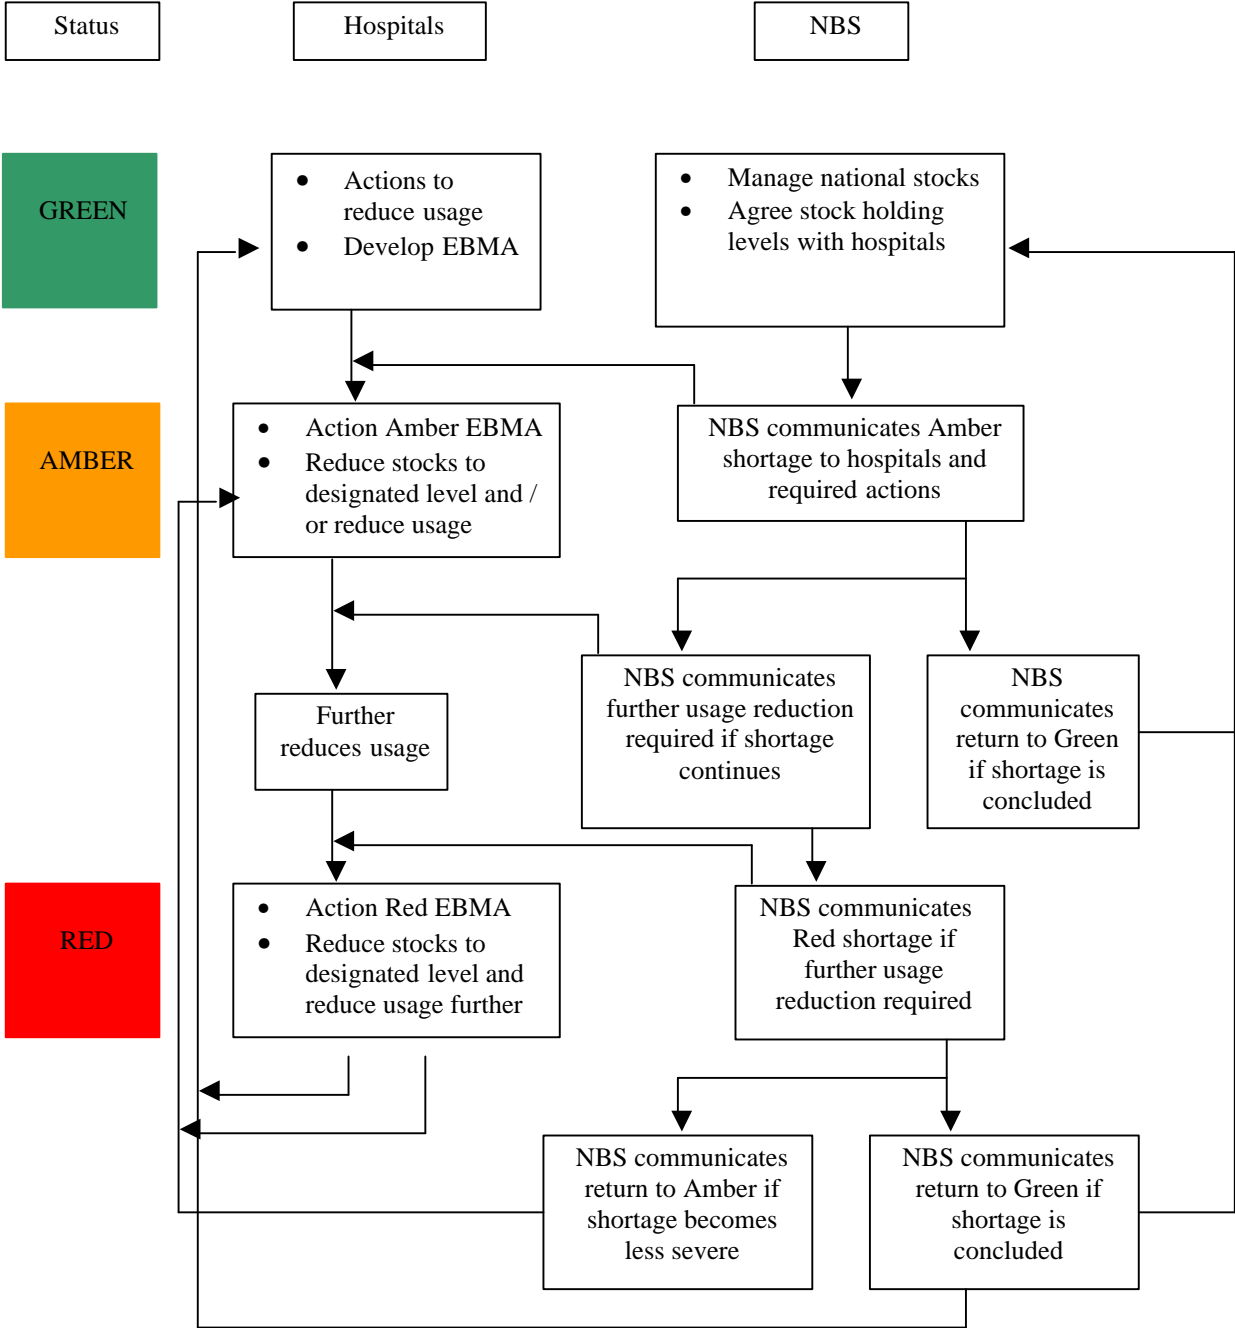 Status
Hospitals
NBS
GREEN
• Actions to
reduce usage
• Develop EBMA
• Manage national stocks
• Agree stock holding
levels with hospitals
AMBER
• Action Amber EBMA
• Reduce stocks to
designated level and /
or reduce usage
NBS communicates Amber
shortage to hospitals and
required actions
Further
reduces usage
NBS communicates
further usage reduction
required if shortage
continues
NBS
communicates
return to Green
if shortage is
concluded
RED
• Action Red EBMA
• Reduce stocks to
designated level and
reduce usage further
NBS communicates
Red shortage if
further usage
reduction required
NBS communicates
return to Amber if
shortage becomes
less severe
NBS communicates
return to Green if
shortage is
concluded